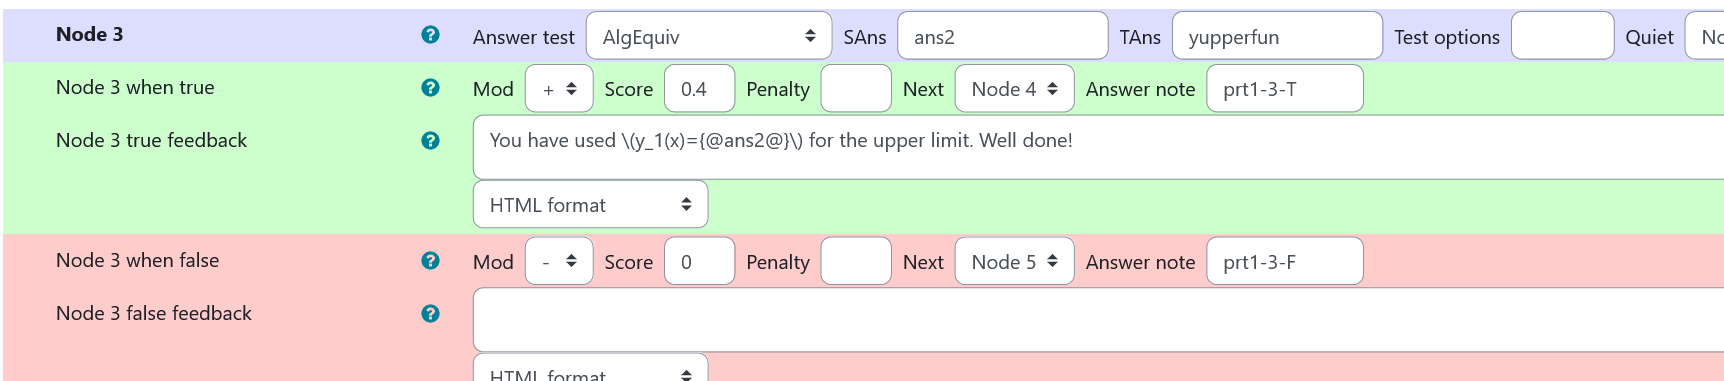 Node 3 ? Answer test AlgEquiv SAns ans2 TAns yupperfun Test options Quiet No
Node 3 when true ? Mod + Score 0.4 Penalty Next Node 4 Answer note prt1-3-T
Node 3 true feedback ? You have used \(y_1(x)={@ans2@}\) for the upper limit. Well done!
HTML format
Node 3 when false ? Mod - Score 0 Penalty Next Node 5 Answer note prt1-3-F
Node 3 false feedback ?
HTML format